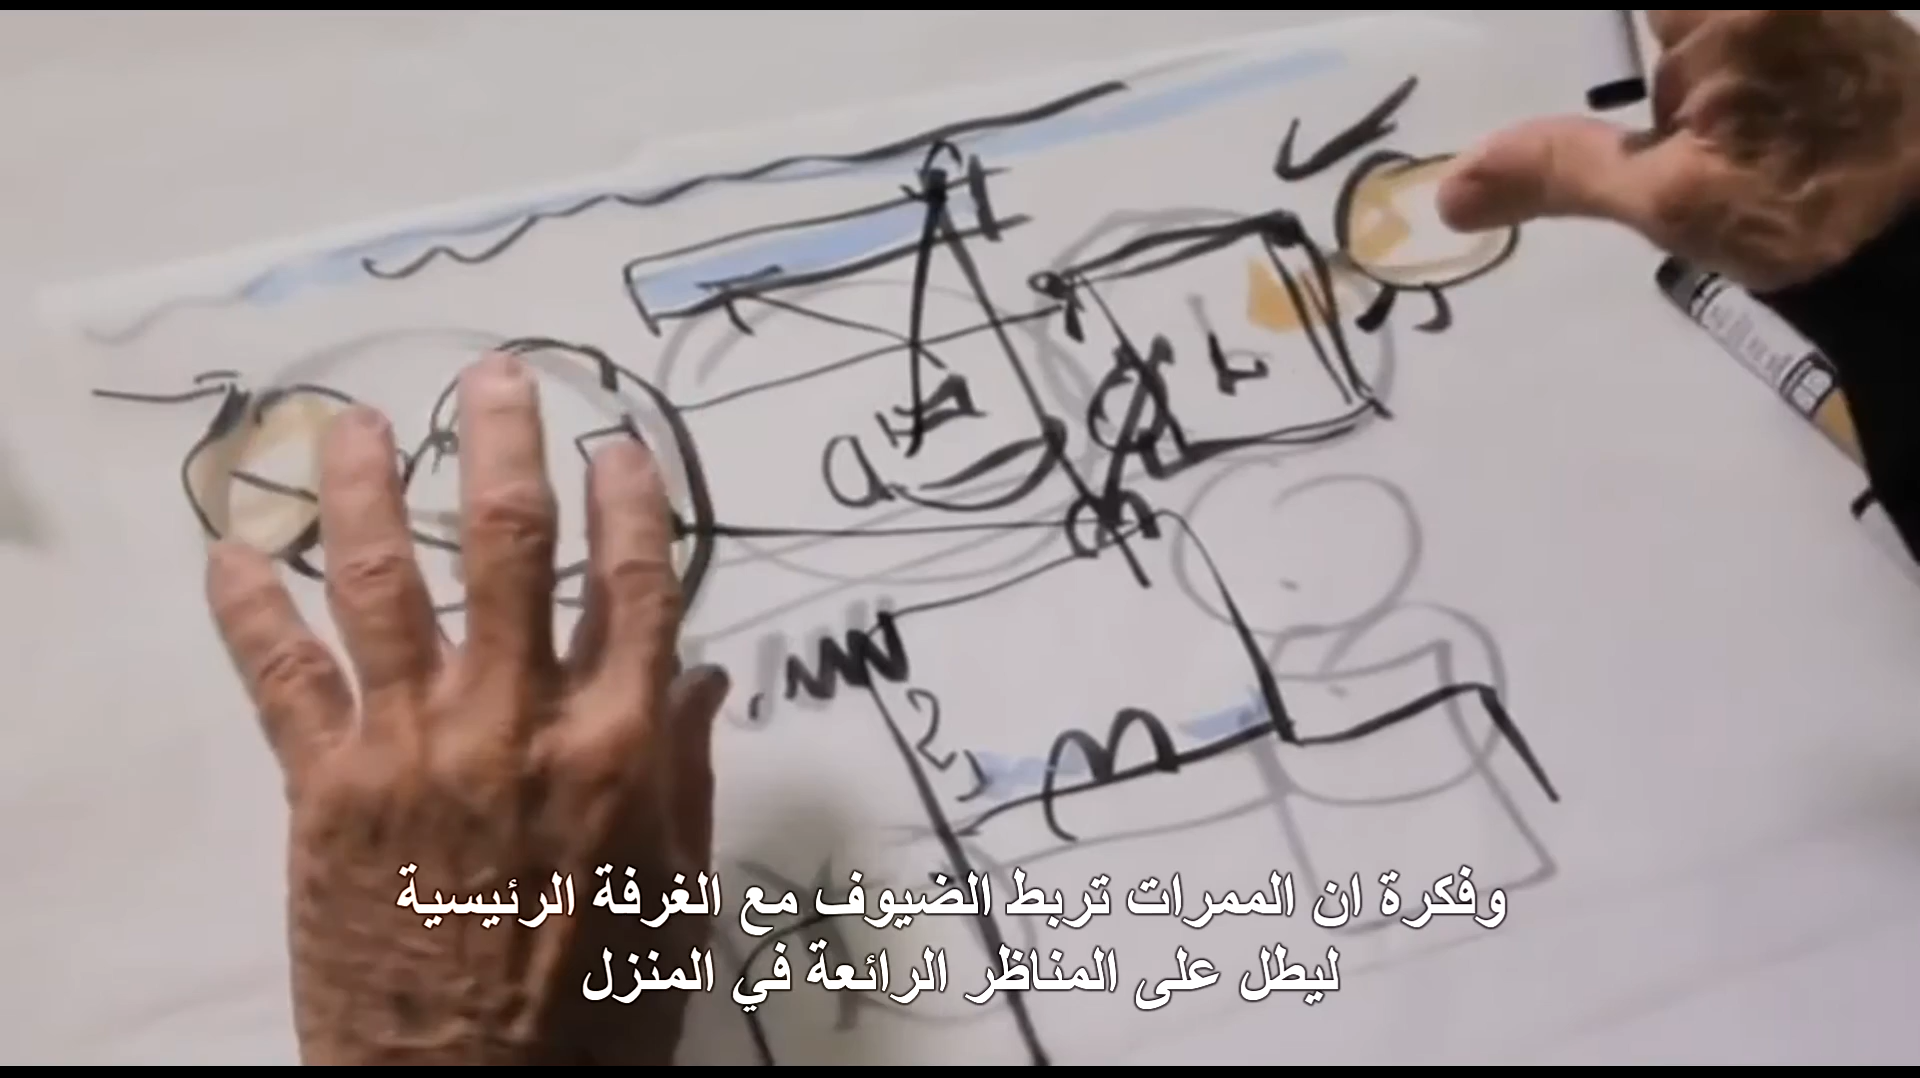 وفكرة ان الممرات تربط الضيوف مع الغرفة الرئيسية
ليطل على المناظر الرائعة في المنزل